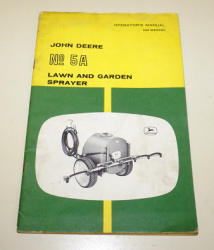 OPERATOR'S MANUAL
JOHN DEERE
No 5A
LAWN AND GARDEN
SPRAYER